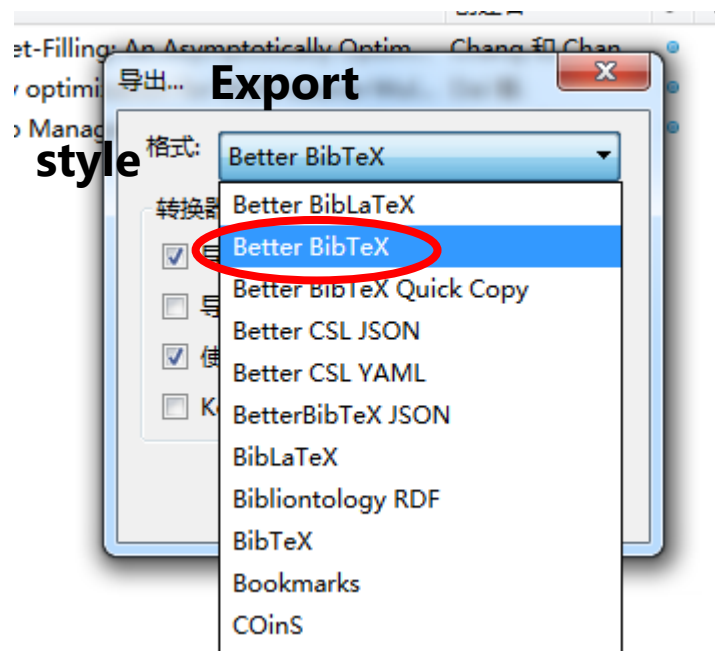 et-Filling: An Asymptotically Optim... Chang 和 Chan
optimi
Manag
导出... Export
style 格式: Better BibTeX
转换器
Better BibLaTeX
Better BibTeX
Better BibTeX Quick Copy
Better CSL JSON
使 Better CSL YAML
BetterBibTeX JSON
BibLaTeX
Bibliontology RDF
BibTeX
Bookmarks
COinS